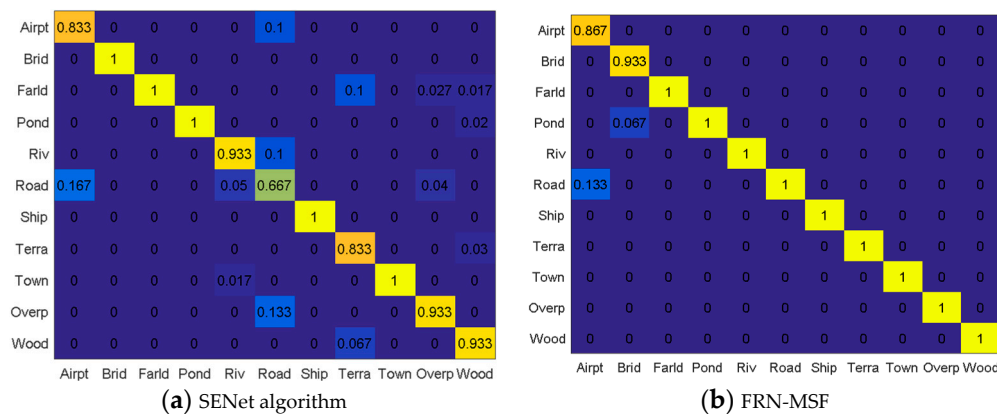 Airpt 0.833 0 0 0 0 0.1 0 0 0 0 0
Brid 0 1 0 0 0 0 0 0 0 0 0
Farld 0 0 1 0 0 0 0 0.1 0 0.027 0.017
Pond 0 0 0 1 0 0 0 0 0 0 0.02
Riv 0 0 0 0 0.933 0.1 0 0 0 0 0
Road 0.167 0 0 0 0.05 0.667 0 0 0 0.04 0
Ship 0 0 0 0 0 0 1 0 0 0 0
Terra 0 0 0 0 0 0 0 0.833 0 0 0.03
Town 0 0 0 0 0.017 0 0 0 1 0 0
Overp 0 0 0 0 0 0.133 0 0 0 0.933 0
Wood 0 0 0 0 0 0 0 0.067 0 0 0.933
Airpt Brid Farld Pond Riv Road Ship Terra Town Overp Wood
(a) SENet algorithm
Airpt 0.867 0 0 0 0 0 0 0 0 0 0
Brid 0 0.933 0 0 0 0 0 0 0 0 0
Farld 0 0 1 0 0 0 0 0 0 0 0
Pond 0 0.067 0 1 0 0 0 0 0 0 0
Riv 0 0 0 0 1 0 0 0 0 0 0
Road 0.133 0 0 0 0 1 0 0 0 0 0
Ship 0 0 0 0 0 0 1 0 0 0 0
Terra 0 0 0 0 0 0 0 1 0 0 0
Town 0 0 0 0 0 0 0 0 1 0 0
Overp 0 0 0 0 0 0 0 0 0 1 0
Wood 0 0 0 0 0 0 0 0 0 0 1
Airpt Brid Farld Pond Riv Road Ship Terra Town Overp Wood
(b) FRN-MSF